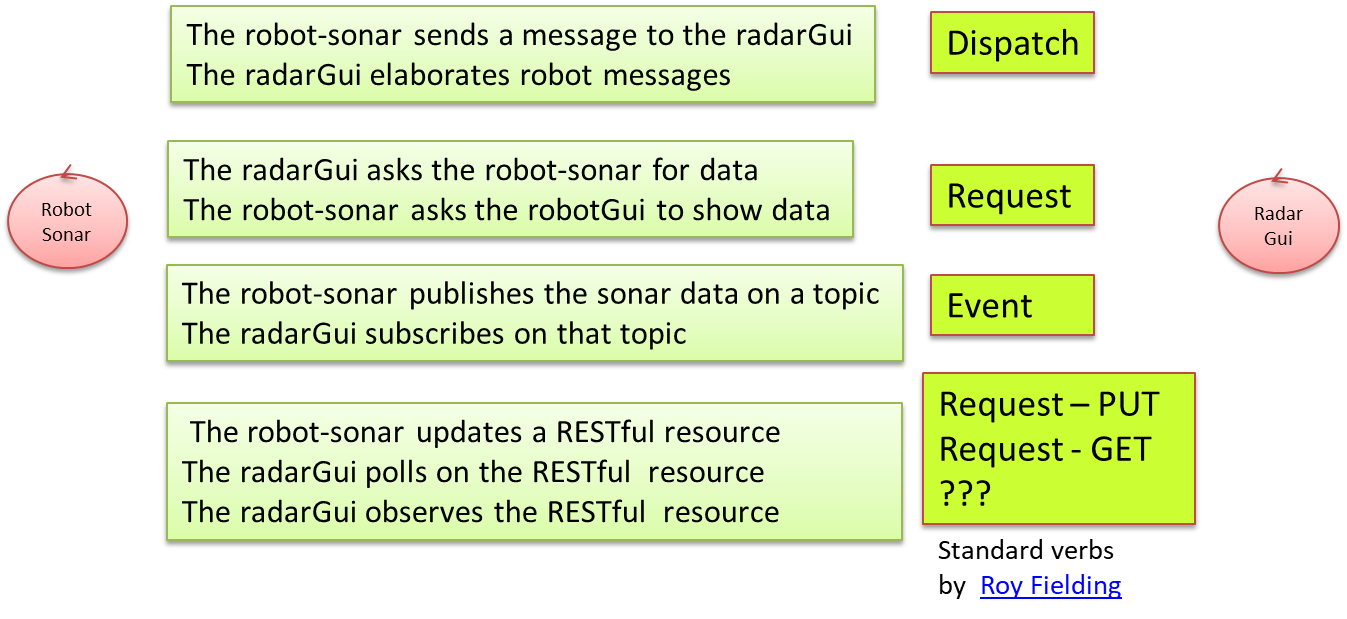 The robot-sonar sends a message to the radarGui
The radarGui elaborates robot messages
Dispatch
The radarGui asks the robot-sonar for data
The robot-sonar asks the robotGui to show data
Request
Robot
Sonar
Radar
Gui
The robot-sonar publishes the sonar data on a topic
The radarGui subscribes on that topic
Event
The robot-sonar updates a RESTful resource
The radarGui polls on the RESTful resource
The radarGui observes the RESTful resource
Request – PUT
Request - GET
???
Standard verbs
by Roy Fielding